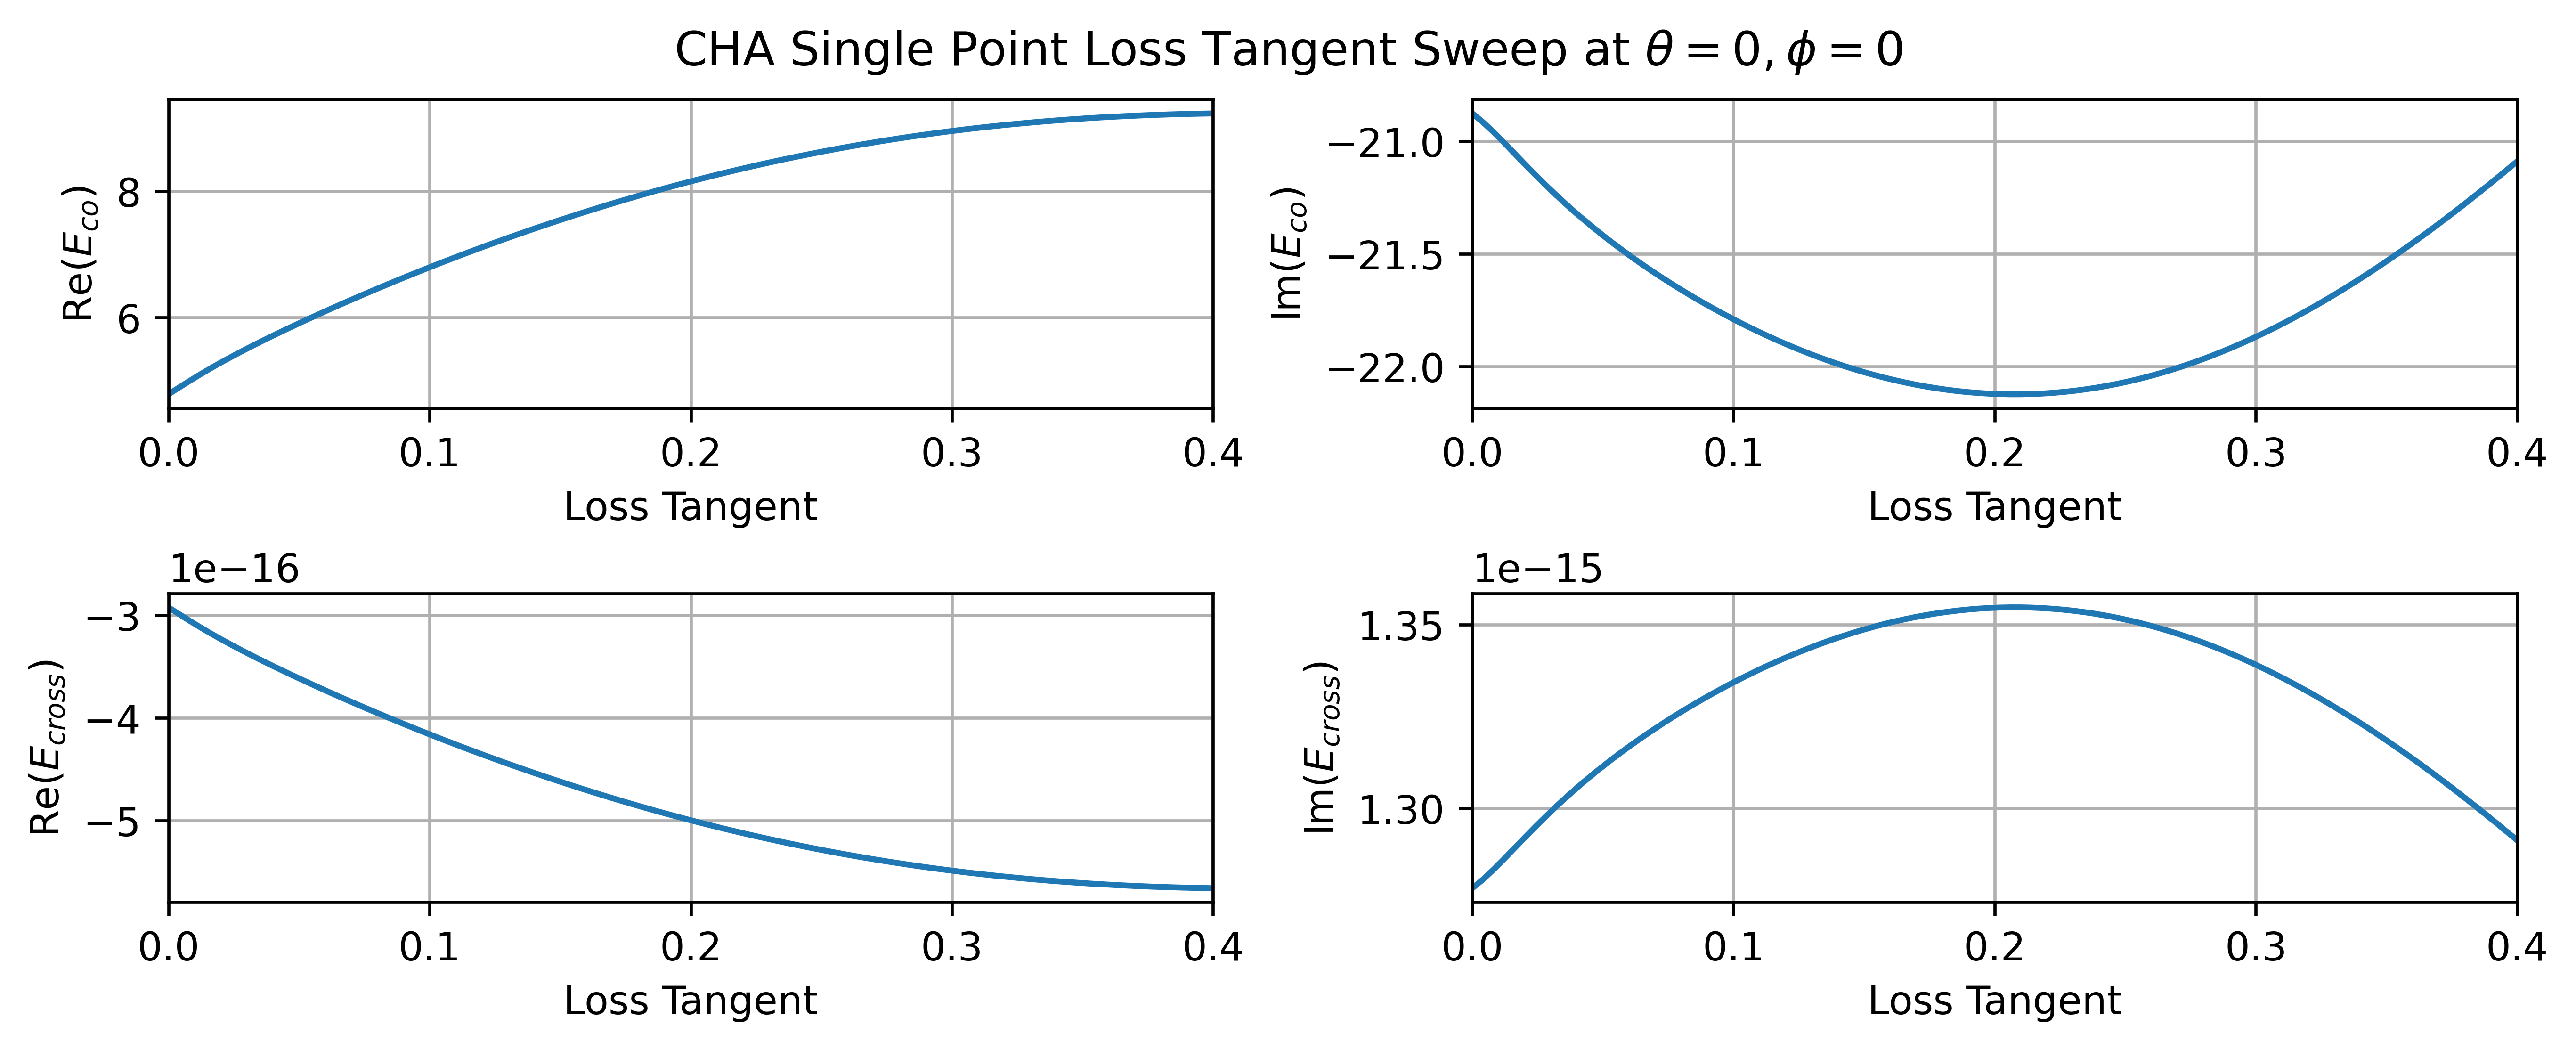 CHA Single Point Loss Tangent Sweep at θ = 0, ϕ = 0
Re(E_co)
8
6
0.0 0.1 0.2 0.3 0.4
Loss Tangent
Im(E_co)
−21.0
−21.5
−22.0
0.0 0.1 0.2 0.3 0.4
Loss Tangent
1e−16
Re(E_cross)
−3
−4
−5
0.0 0.1 0.2 0.3 0.4
Loss Tangent
1e−15
Im(E_cross)
1.35
1.30
0.0 0.1 0.2 0.3 0.4
Loss Tangent